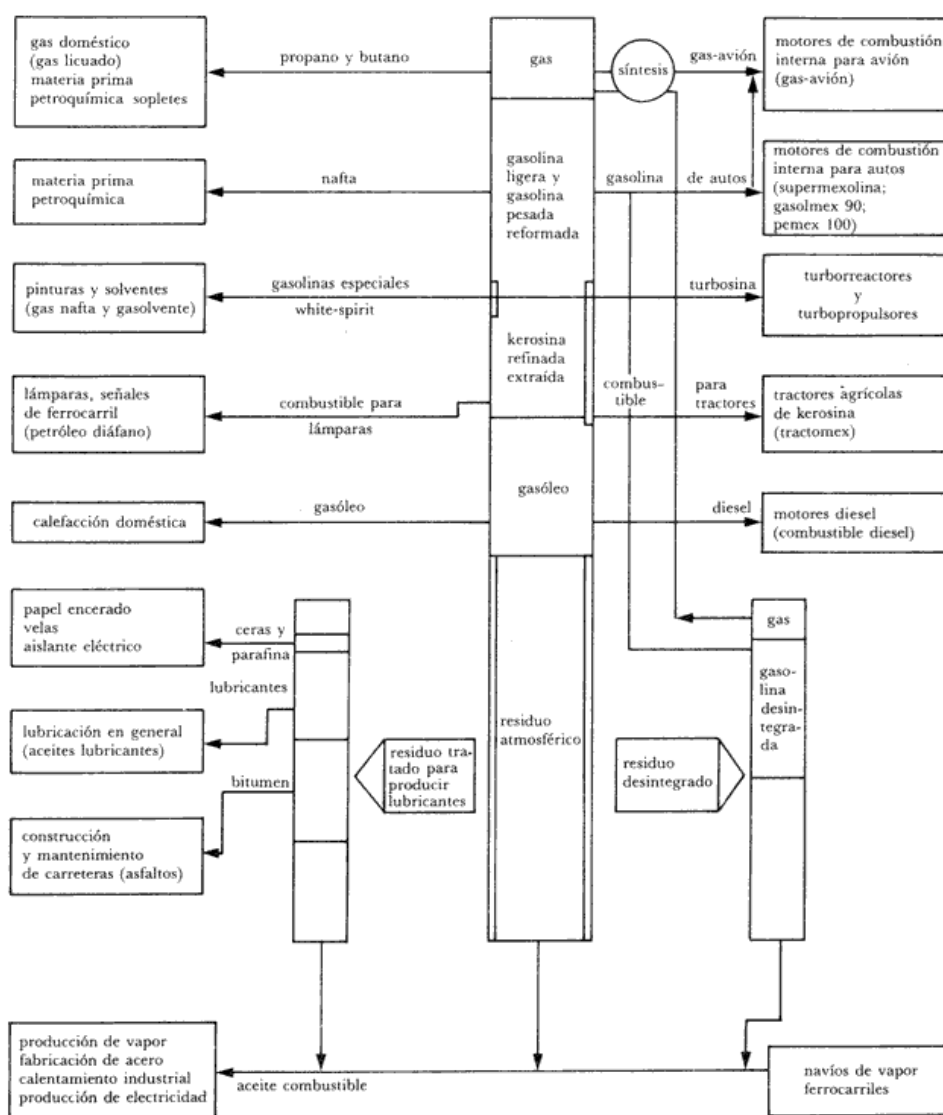 gas doméstico
(gas licuado)
materia prima
petroquímica sopletes
propano y butano
gas
síntesis
gas-avión
motores de combustión
interna para avión
(gas-avión)
materia prima
petroquímica
nafta
gasolina
ligera y
gasolina
pesada
reformada
gasolina
de autos
motores de combustión
interna para autos
(supermexolina;
gasolmex 90;
pemex 100)
pinturas y solventes
(gas nafta y gasolvente)
gasolinas especiales
white-spirit
turbosina
turborreactores
y
turbopropulsores
lámparas, señales
de ferrocarril
(petróleo diáfano)
combustible para
lámparas
kerosina
refinada
extraída
combus-
tible
para
tractores
tractores agrícolas
de kerosina
(tractomex)
calefacción doméstica
gasóleo
gasóleo
diesel
motores diesel
(combustible diesel)
papel encerado
velas
aislante eléctrico
ceras y
parafina
lubricantes
lubricación en general
(aceites lubricantes)
bitumen
construcción
y mantenimiento
de carreteras (asfaltos)
residuo tra-
tado para
producir
lubricantes
residuo
atmosférico
residuo
desintegrado
gas
gaso-
lina
desin-
tegra-
da
producción de vapor
fabricación de acero
calentamiento industrial
producción de electricidad
aceite combustible
navíos de vapor
ferrocarriles